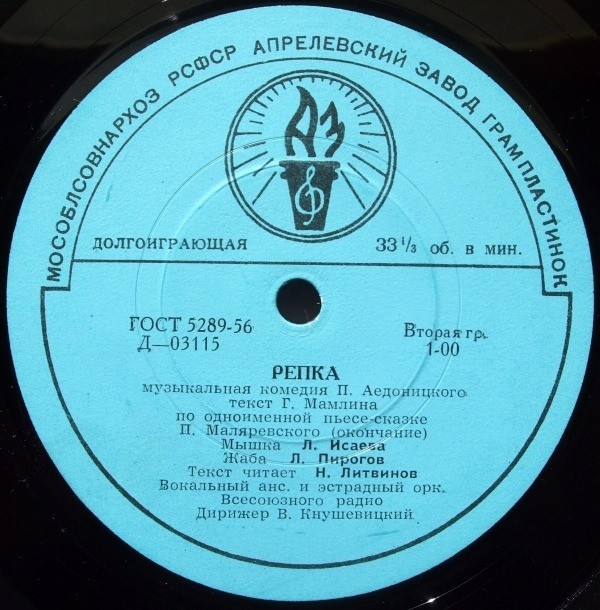 МОСОБЛСОВНАРХОЗ РСФСР АПРЕЛЕВСКИЙ ЗАВОД ГРАМПЛАСТИНОК
АЗ
ДОЛГОИГРАЮЩАЯ 33 1/3 об. в мин.
ГОСТ 5289-56 Вторая гр.
Д—03115 1-00
РЕПКА
музыкальная комедия П. Аедоницкого
текст Г. Мамлина
по одноименной пьесе-сказке
П. Маляревского (окончание)
Мышка Л. Исаева
Жаба Л. Пирогов
Текст читает Н. Литвинов
Вокальный анс. и эстрадный орк.
Всесоюзного радио
Дирижер В. Кнушевицкий